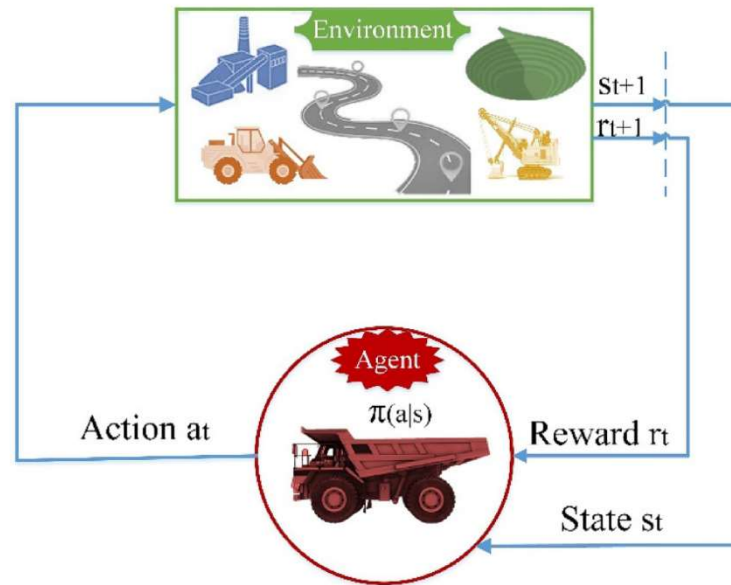 Environment
st+1
rt+1
Agent
π(a|s)
Action at
Reward rt
State st